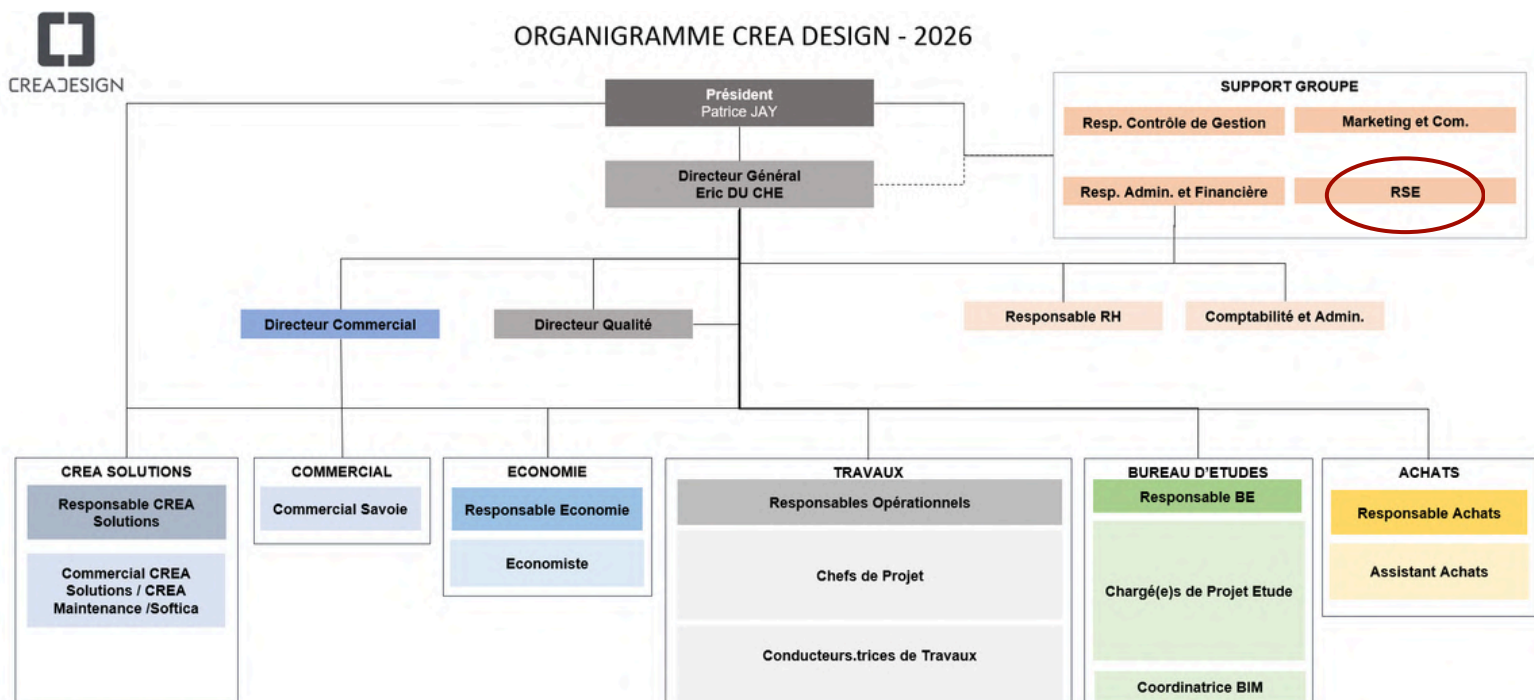 ORGANIGRAMME CREA DESIGN - 2026
CREADESIGN
Président
Patrice JAY
SUPPORT GROUPE
Resp. Contrôle de Gestion
Marketing et Com.
Directeur Général
Eric DU CHE
Resp. Admin. et Financière
RSE
Directeur Commercial
Directeur Qualité
Responsable RH
Comptabilité et Admin.
CREA SOLUTIONS
Responsable CREA
Solutions
Commercial CREA
Solutions / CREA
Maintenance /Softica
COMMERCIAL
Commercial Savoie
ECONOMIE
Responsable Economie
Economiste
TRAVAUX
Responsables Opérationnels
Chefs de Projet
Conducteurs.trices de Travaux
BUREAU D'ETUDES
Responsable BE
Chargé(e)s de Projet Etude
Coordinatrice BIM
ACHATS
Responsable Achats
Assistant Achats